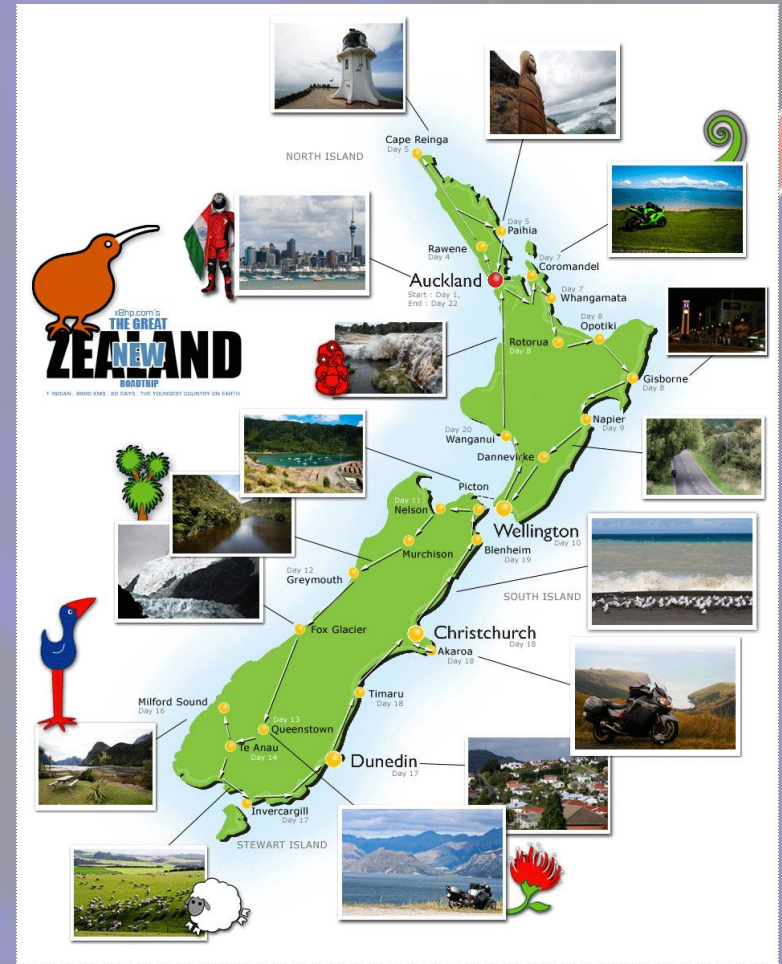 Cape Reinga
Day 5
NORTH ISLAND
Day 5
Paihia
Rawene
Day 4
Day 7
Coromandel
Auckland
Start : Day 1,
End : Day 22
Day 7
Whangamata
xBhp.com's
THE GREAT
NEW
ZEALAND
ROADTRIP
1 INDIAN . 8800 KMS . 22 DAYS . THE YOUNGEST COUNTRY ON EARTH
Day 8
Opotiki
Rotorua
Day 8
Gisborne
Day 8
Napier
Day 9
Day 20
Wanganui
Dannevirke
Picton
Day 11
Nelson
Wellington
Day 10
Murchison
Blenheim
Day 19
Day 12
Greymouth
SOUTH ISLAND
Fox Glacier
Christchurch
Day 18
Akaroa
Day 18
Timaru
Day 18
Milford Sound
Day 16
Day 13
Queenstown
Te Anau
Day 14
Dunedin
Day 17
Invercargill
Day 17
STEWART ISLAND